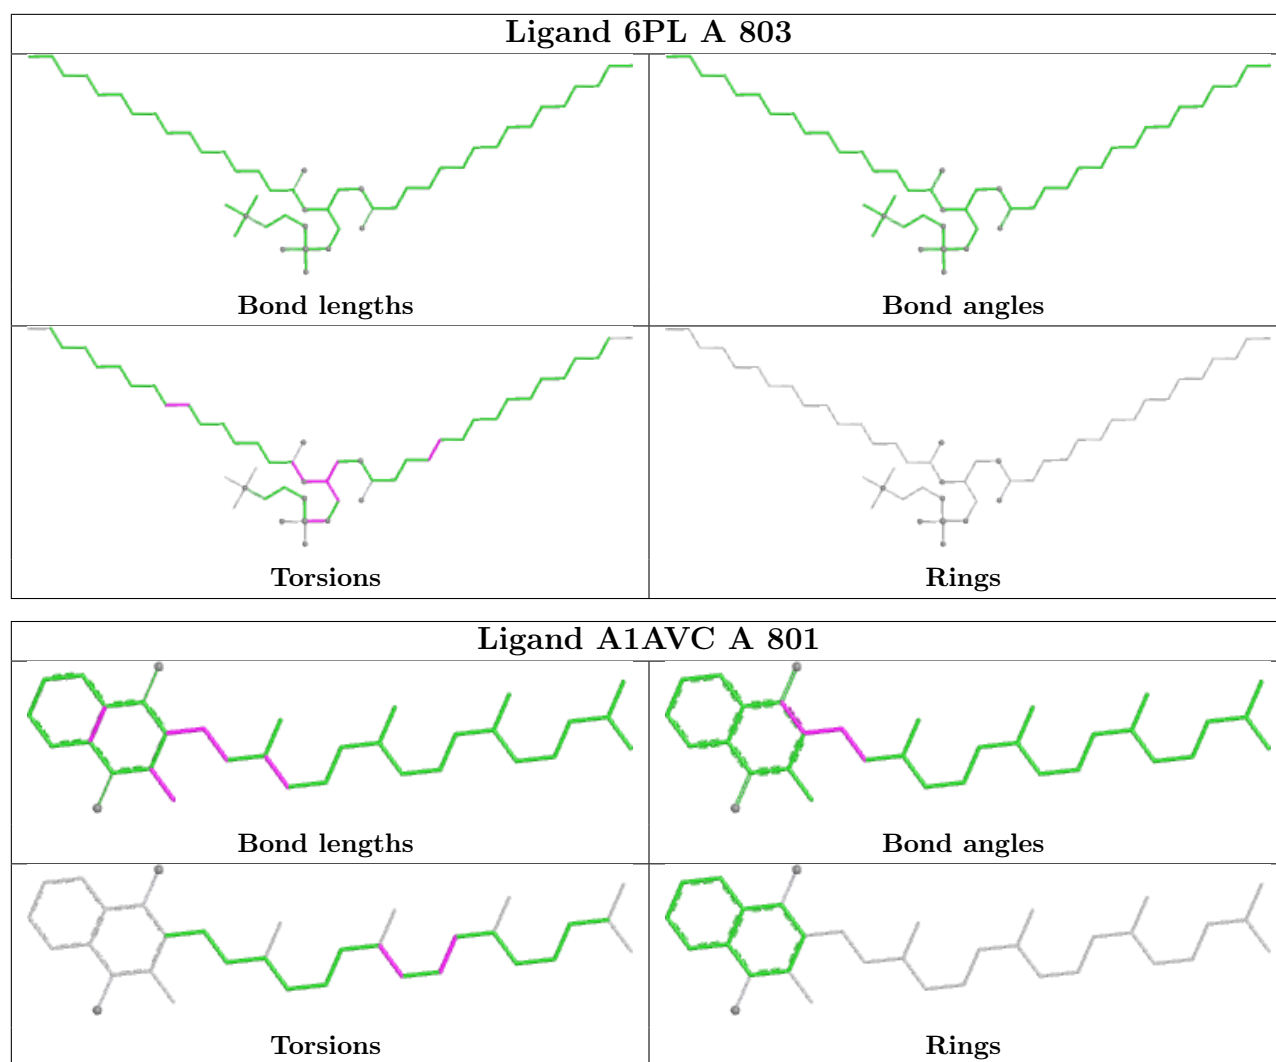 Ligand 6PL A 803
Bond lengths
Bond angles
Torsions
Rings
Ligand A1AVC A 801
Bond lengths
Bond angles
Torsions
Rings